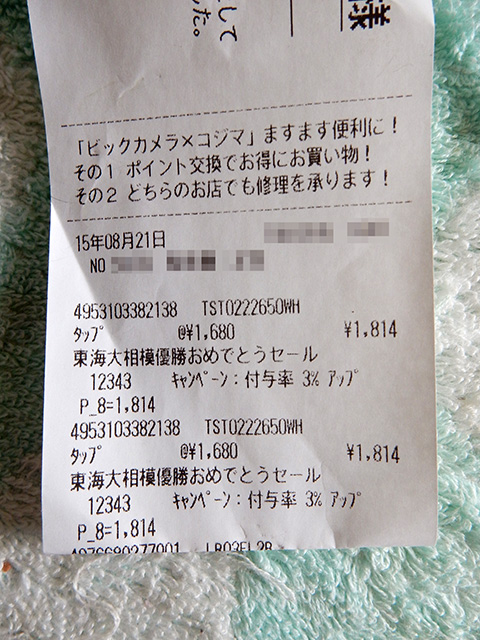 様
して
した。
「ビックカメラ×コジマ」ますます便利に！
その1 ポイント交換でお得にお買い物！
その2 どちらのお店でも修理を承ります！
15年08月21日
NO
4953103382138 TST0222650WH
ﾀｯﾌﾟ @¥1,680 ¥1,814
東海大相模優勝おめでとうセール
12343 ｷｬﾝﾍﾟｰﾝ：付与率 3% ｱｯﾌﾟ
P_8=1,814
4953103382138 TST0222650WH
ﾀｯﾌﾟ @¥1,680 ¥1,814
東海大相模優勝おめでとうセール
12343 ｷｬﾝﾍﾟｰﾝ：付与率 3% ｱｯﾌﾟ
P_8=1,814